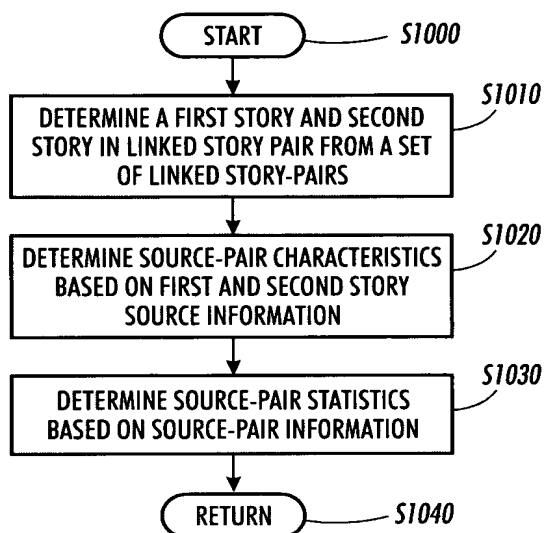 START
S1000
DETERMINE A FIRST STORY AND SECOND
STORY IN LINKED STORY PAIR FROM A SET
OF LINKED STORY-PAIRS
S1010
DETERMINE SOURCE-PAIR CHARACTERISTICS
BASED ON FIRST AND SECOND STORY
SOURCE INFORMATION
S1020
DETERMINE SOURCE-PAIR STATISTICS
BASED ON SOURCE-PAIR INFORMATION
S1030
RETURN
S1040